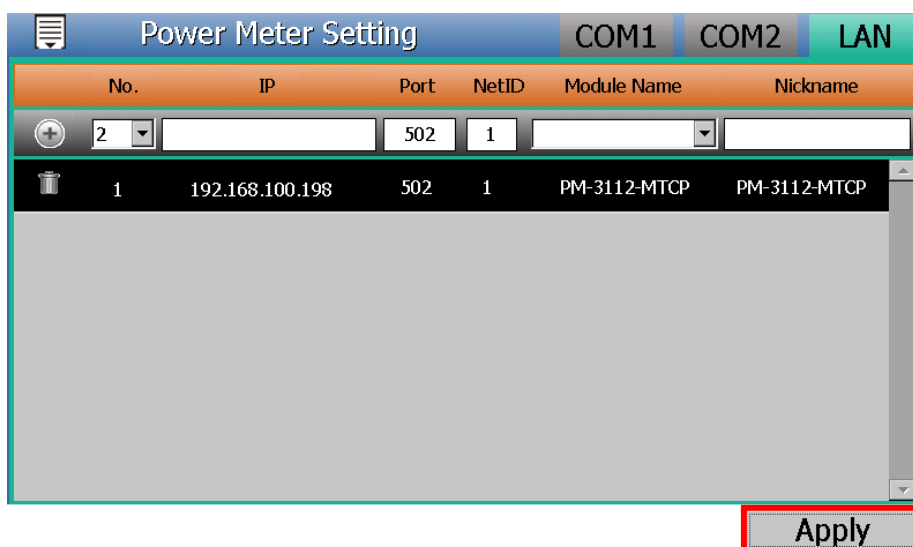 Power Meter Setting COM1 COM2 LAN
No. IP Port NetID Module Name Nickname
2 502 1
1 192.168.100.198 502 1 PM-3112-MTCP PM-3112-MTCP
Apply